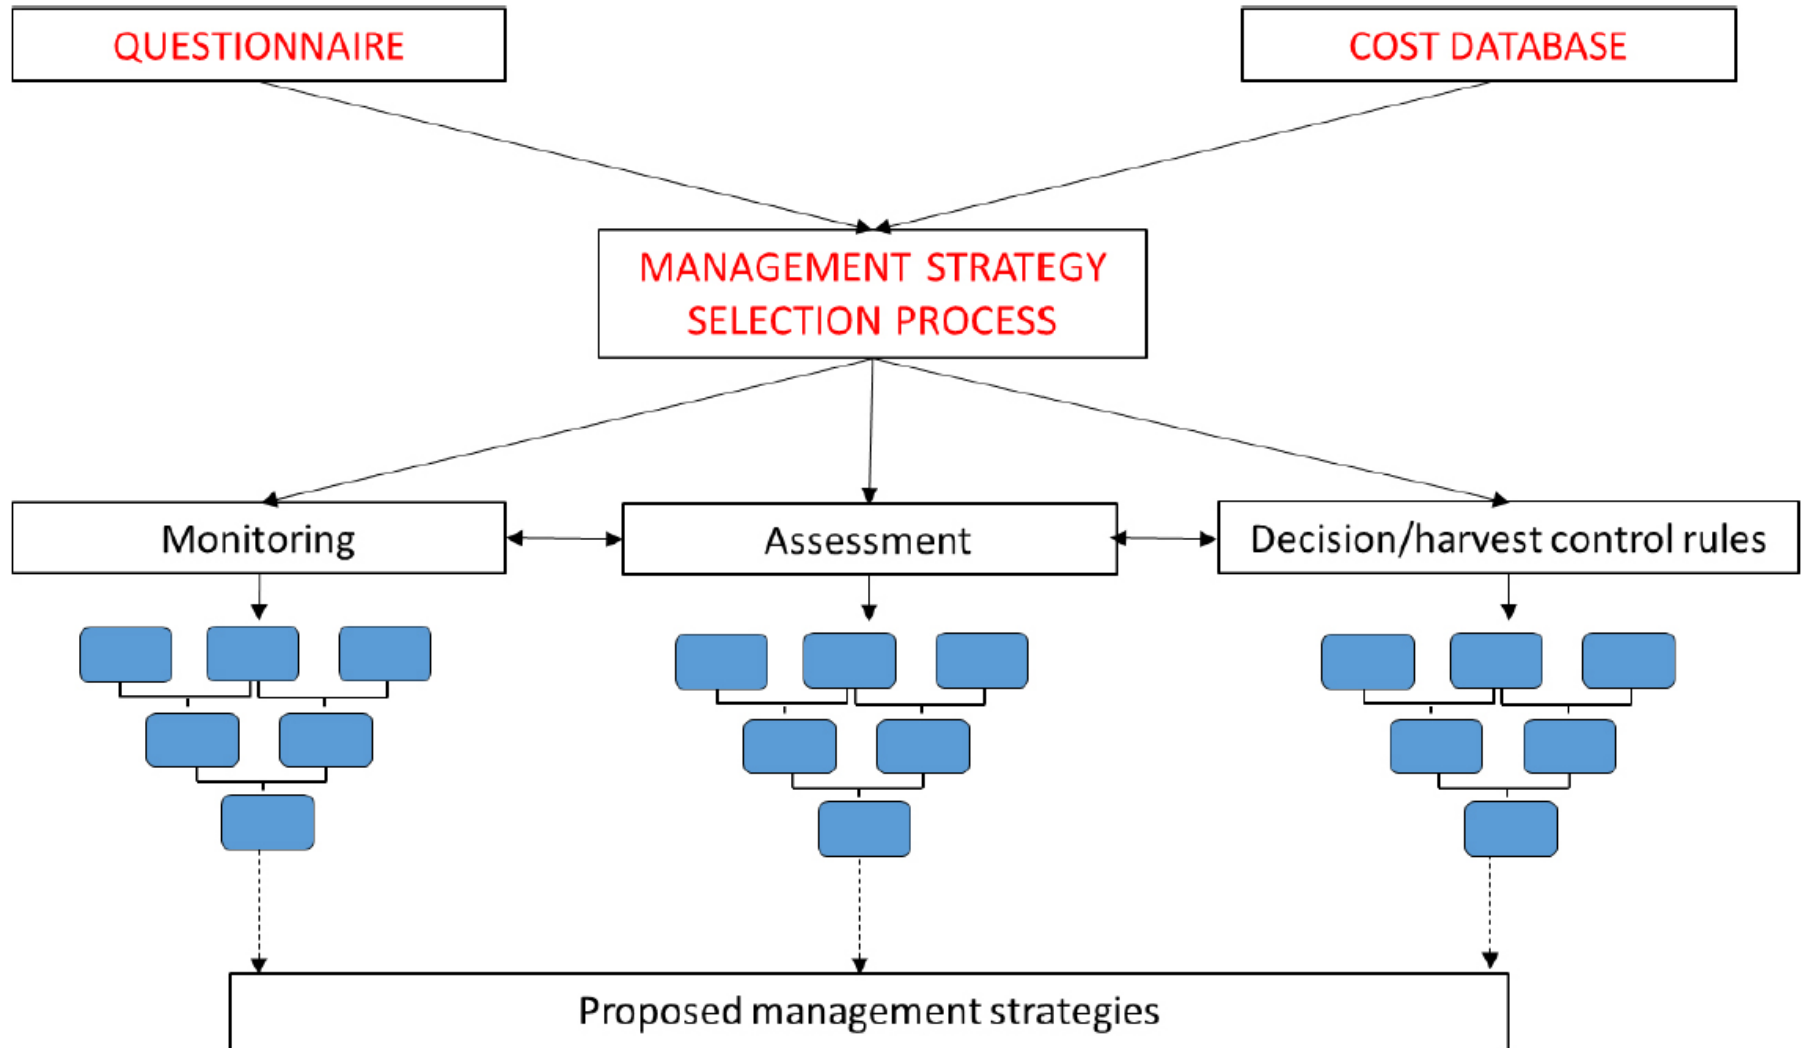 QUESTIONNAIRE
COST DATABASE
MANAGEMENT STRATEGY
SELECTION PROCESS
Monitoring
Assessment
Decision/harvest control rules
Proposed management strategies